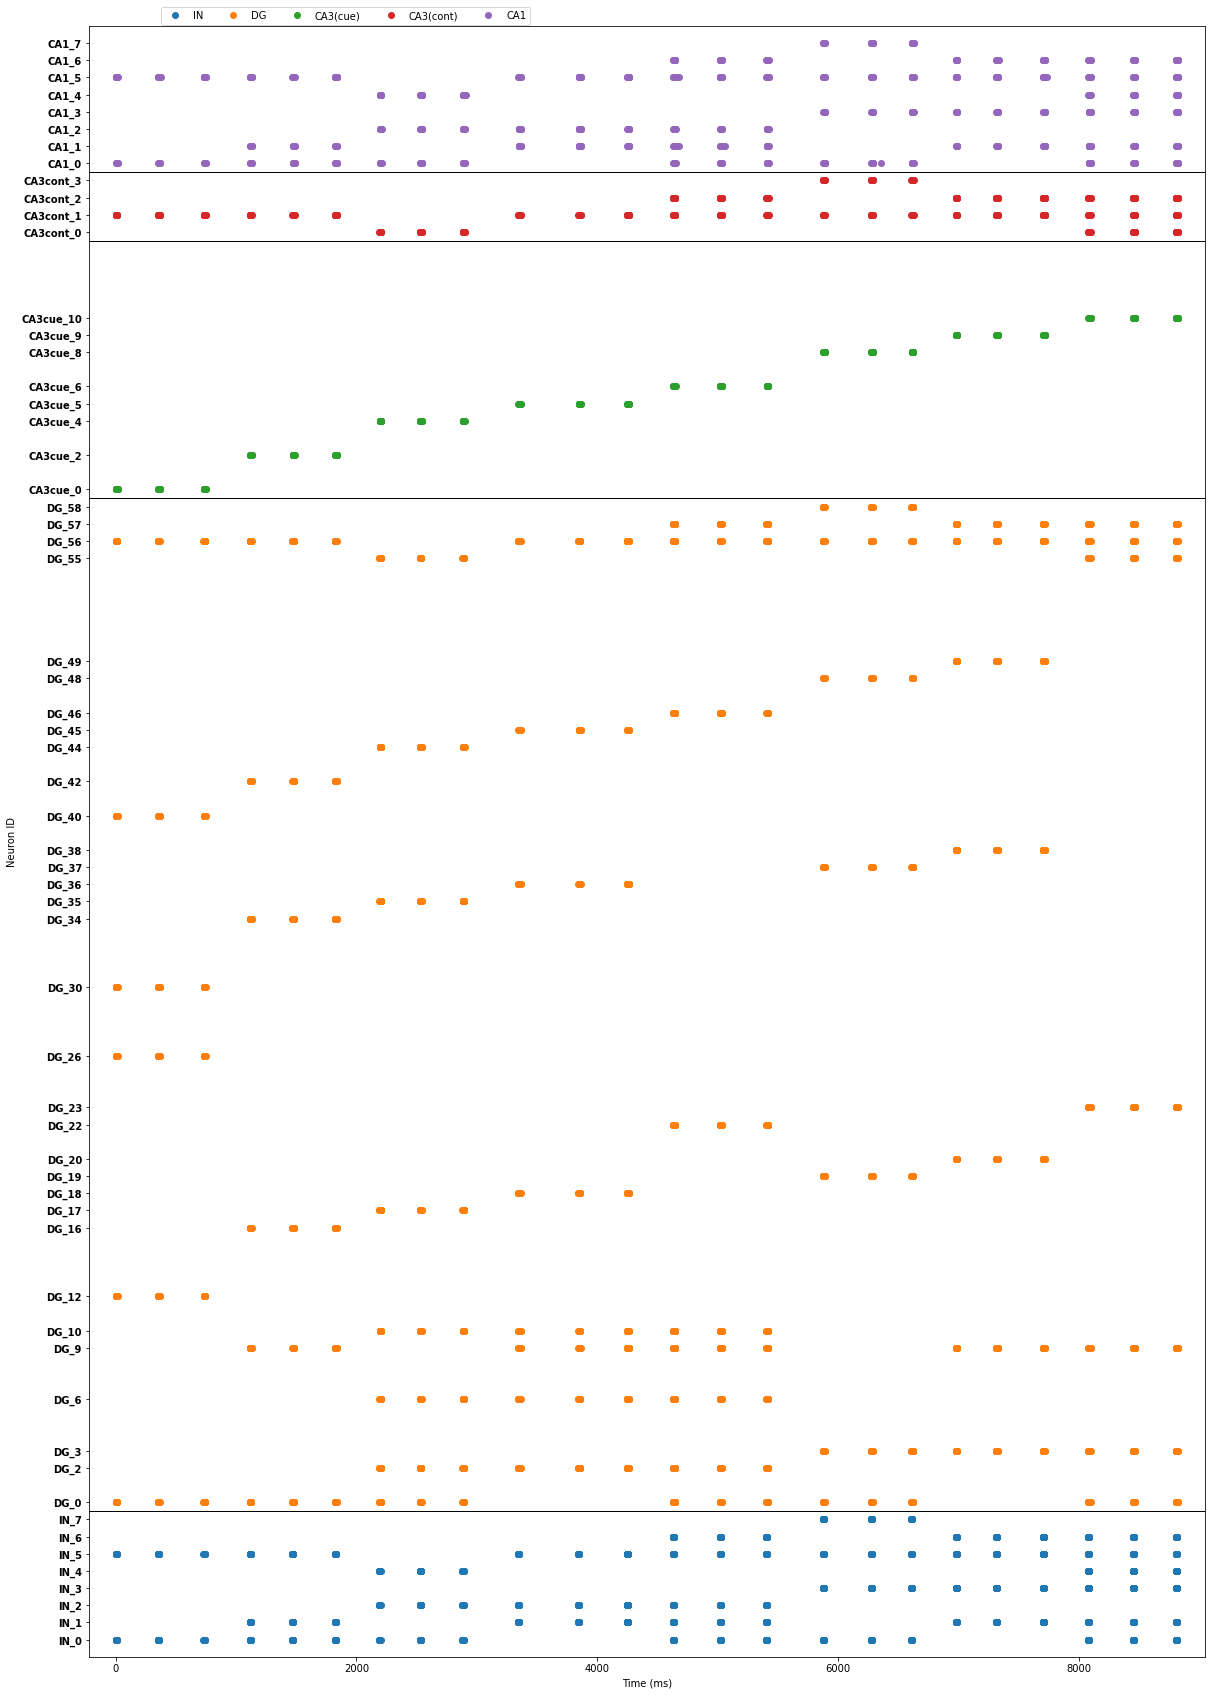 IN DG CA3(cue) CA3(cont) CA1
CA1_7
CA1_6
CA1_5
CA1_4
CA1_3
CA1_2
CA1_1
CA1_0
CA3cont_3
CA3cont_2
CA3cont_1
CA3cont_0
CA3cue_10
CA3cue_9
CA3cue_8
CA3cue_6
CA3cue_5
CA3cue_4
CA3cue_2
CA3cue_0
DG_58
DG_57
DG_56
DG_55
DG_49
DG_48
DG_46
DG_45
DG_44
DG_42
DG_40
DG_38
DG_37
DG_36
DG_35
DG_34
DG_30
DG_26
DG_23
DG_22
DG_20
DG_19
DG_18
DG_17
DG_16
DG_12
DG_10
DG_9
DG_6
DG_3
DG_2
DG_0
IN_7
IN_6
IN_5
IN_4
IN_3
IN_2
IN_1
IN_0
Neuron ID
0 2000 4000 6000 8000
Time (ms)